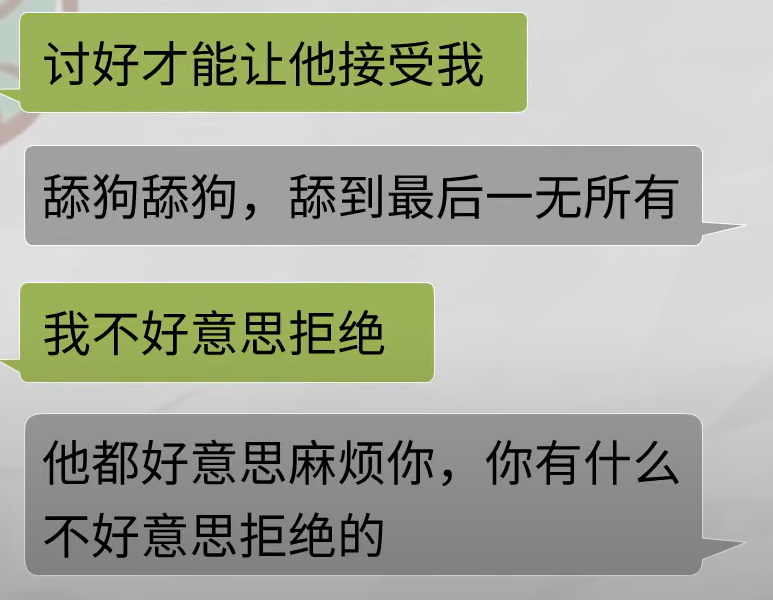 讨好才能让他接受我
舔狗舔狗，舔到最后一无所有
我不好意思拒绝
他都好意思麻烦你，你有什么
不好意思拒绝的